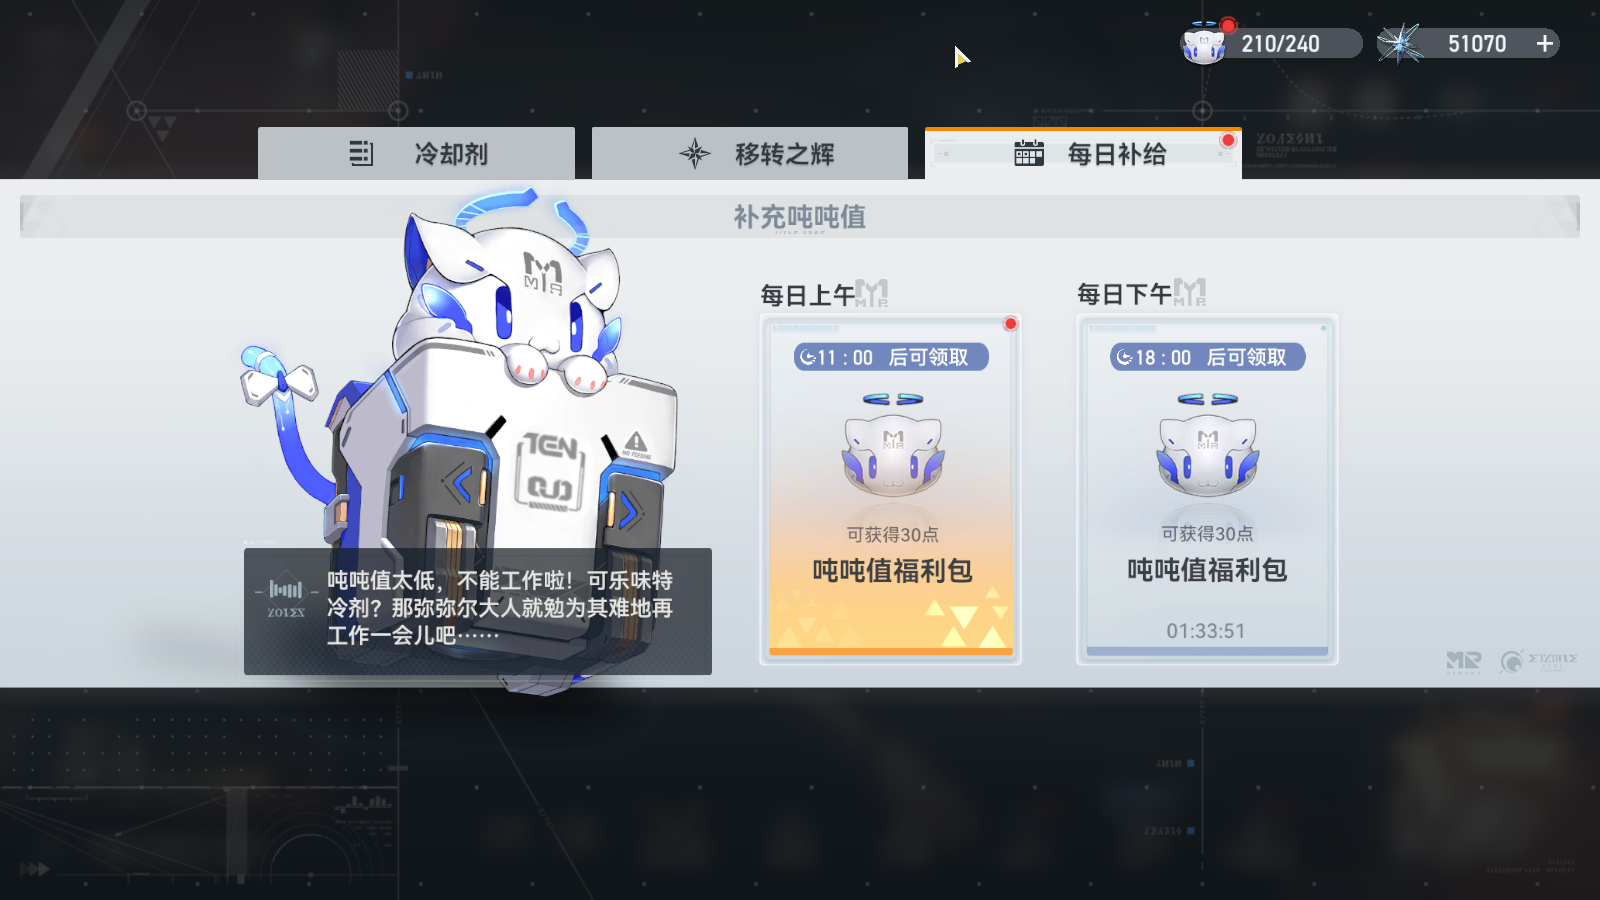 210/240
51070
冷却剂
移转之辉
每日补给
补充吨吨值
每日上午
每日下午
11：00 后可领取
18：00 后可领取
可获得30点
吨吨值福利包
可获得30点
吨吨值福利包
01:33:51
TEN
吨吨值太低，不能工作啦！可乐味特
冷剂？那弥弥尔大人就勉为其难地再
工作一会儿吧······